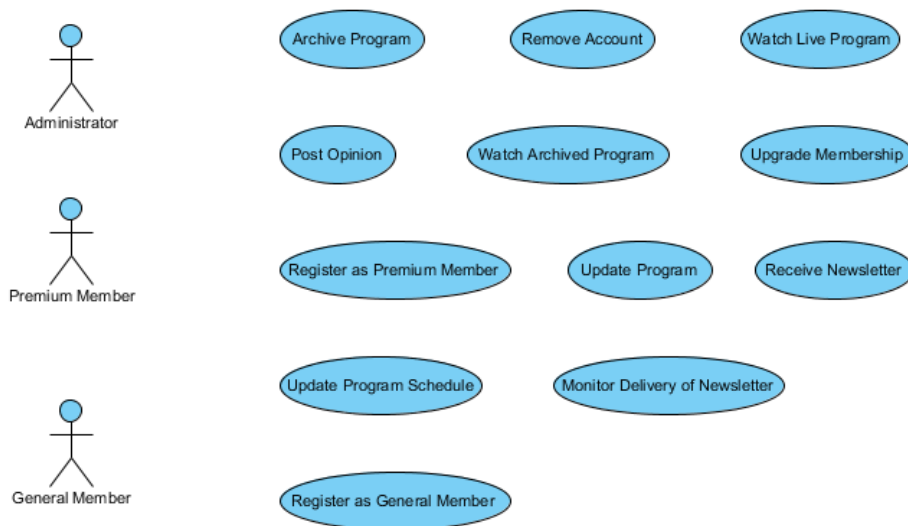 Archive Program
Remove Account
Watch Live Program
Administrator
Post Opinion
Watch Archived Program
Upgrade Membership
Register as Premium Member
Update Program
Receive Newsletter
Premium Member
Update Program Schedule
Monitor Delivery of Newsletter
General Member
Register as General Member